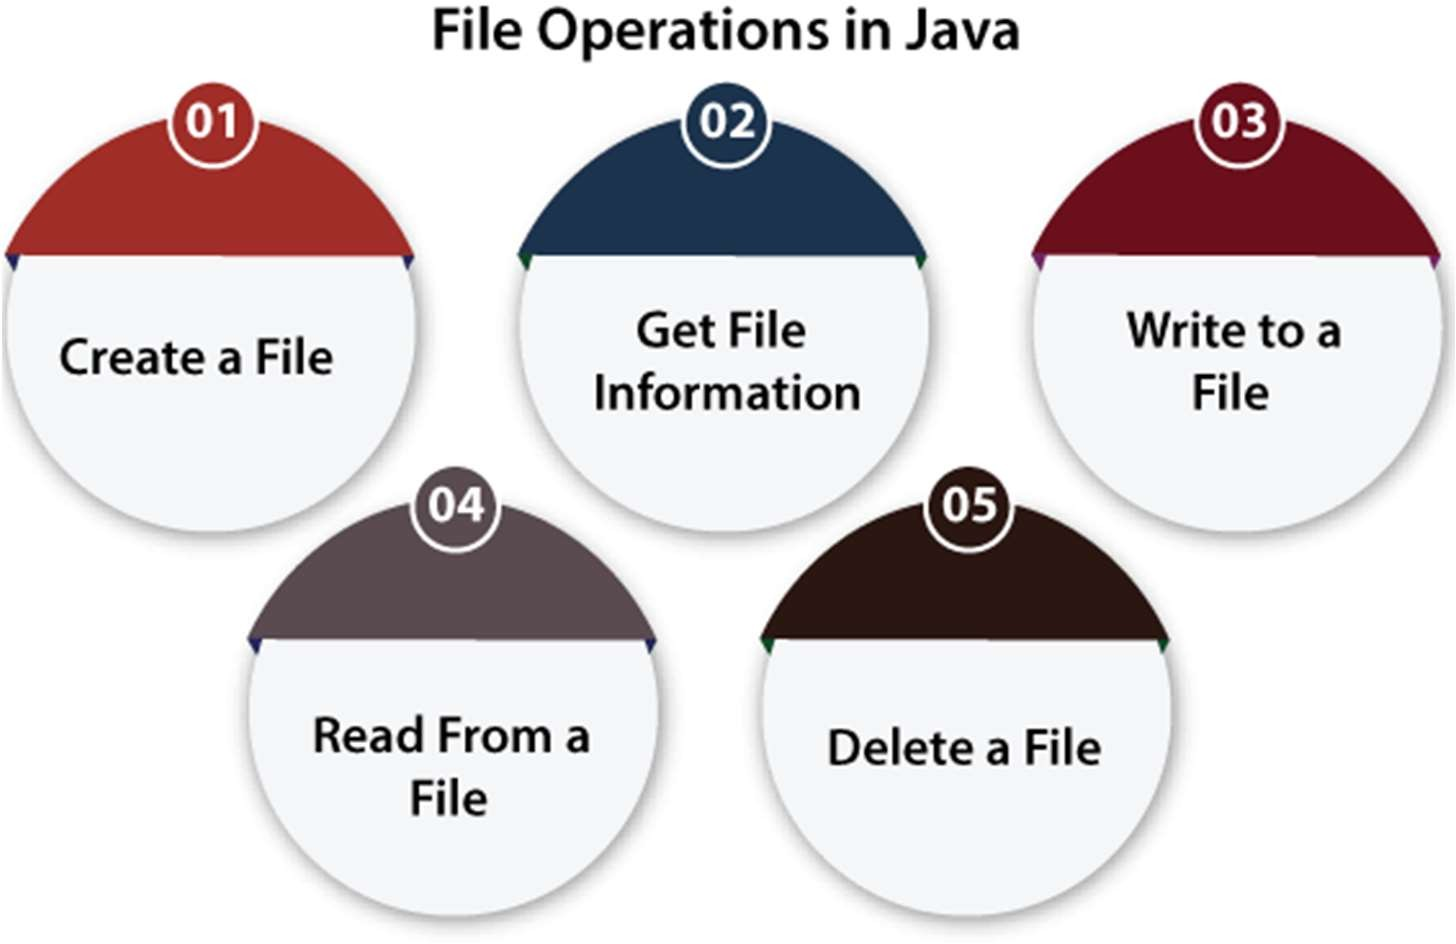 File Operations in Java
01
Create a File
02
Get File
Information
03
Write to a
File
04
Read From a
File
05
Delete a File